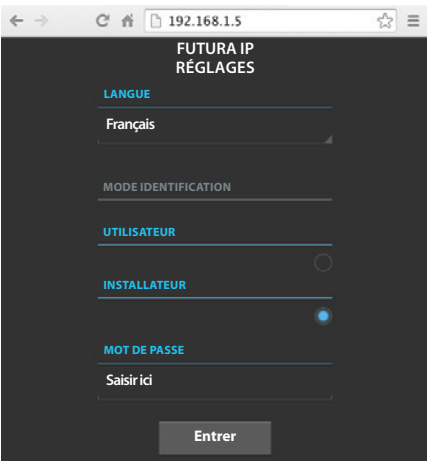 192.168.1.5
FUTURA IP
RÉGLAGES
LANGUE
Français
MODE IDENTIFICATION
UTILISATEUR
INSTALLATEUR
MOT DE PASSE
Saisir ici
Entrer